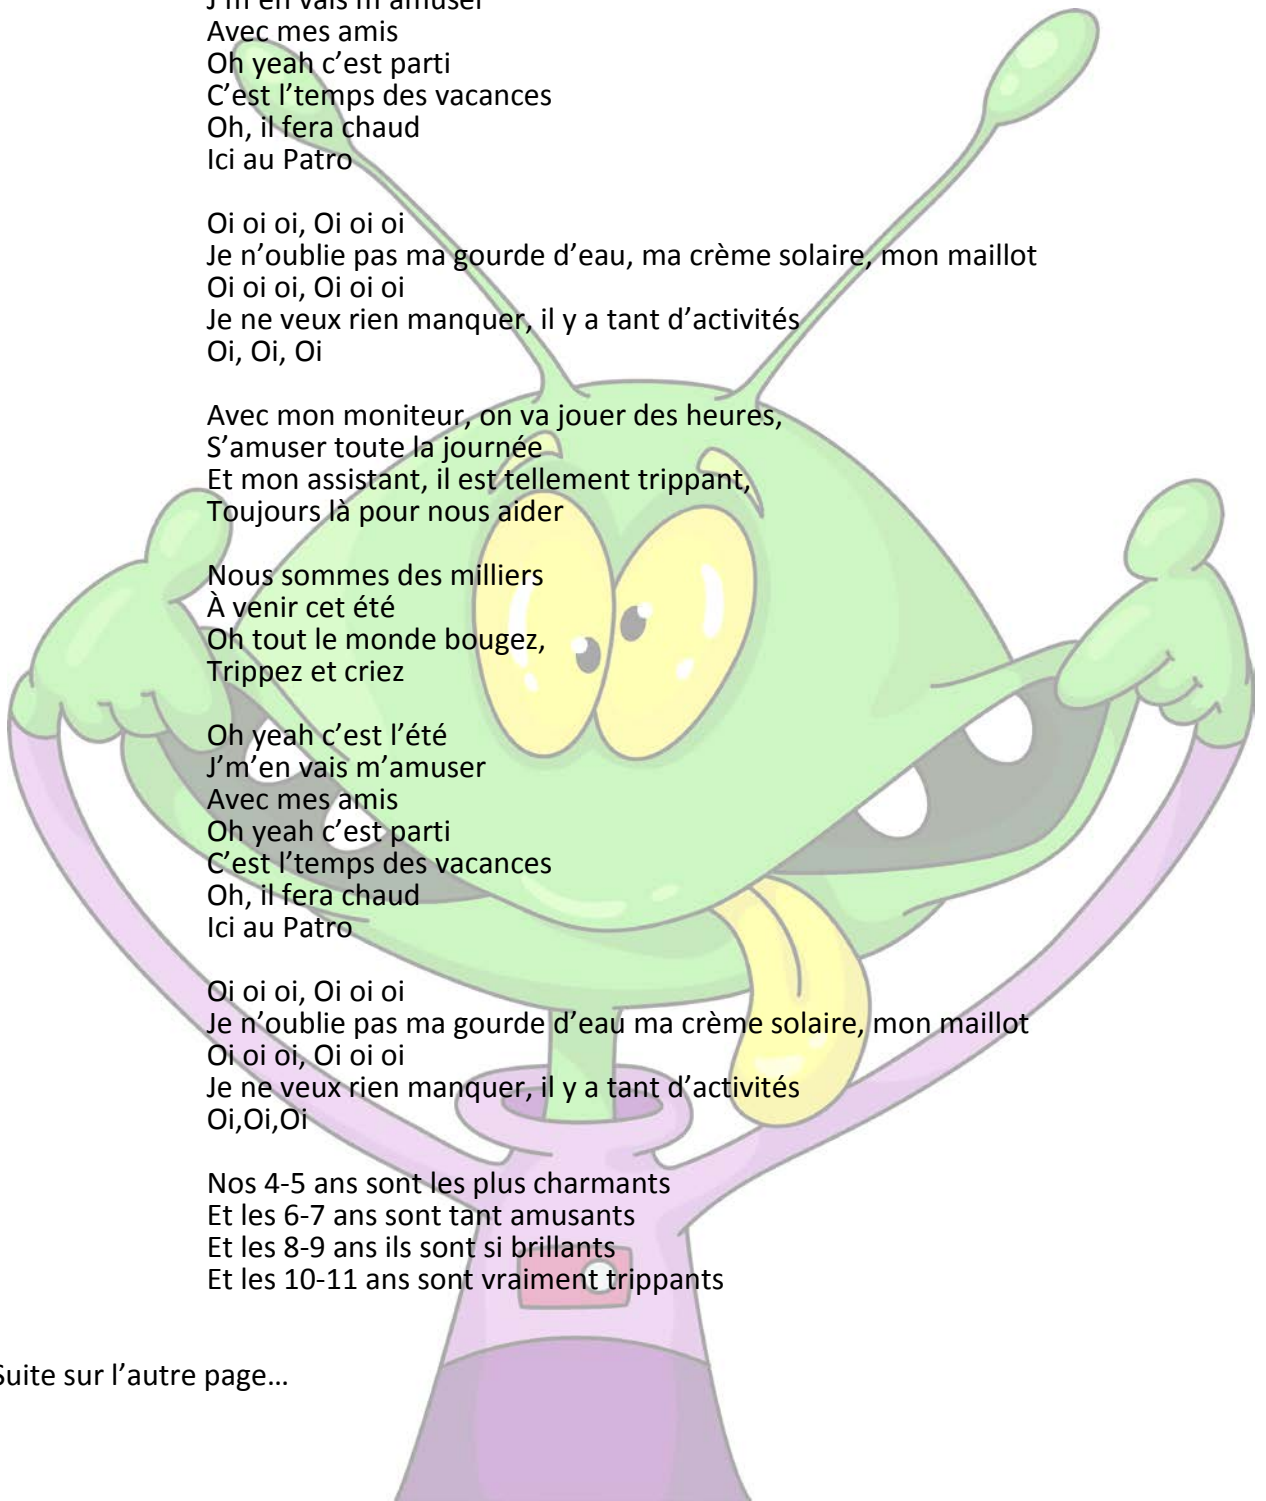 J'm'en vais m'amuser
Avec mes amis
Oh yeah c'est parti
C'est l'temps des vacances
Oh, il fera chaud
Ici au Patro
Oi oi oi, Oi oi oi
Je n'oublie pas ma gourde d'eau, ma crème solaire, mon maillot
Oi oi oi, Oi oi oi
Je ne veux rien manquer, il y a tant d'activités
Oi, Oi, Oi
Avec mon moniteur, on va jouer des heures,
S'amuser toute la journée
Et mon assistant, il est tellement trippant,
Toujours là pour nous aider
Nous sommes des milliers
À venir cet été
Oh tout le monde bougez,
Trippez et criez
Oh yeah c'est l'été
J'm'en vais m'amuser
Avec mes amis
Oh yeah c'est parti
C'est l'temps des vacances
Oh, il fera chaud
Ici au Patro
Oi oi oi, Oi oi oi
Je n'oublie pas ma gourde d'eau ma crème solaire, mon maillot
Oi oi oi, Oi oi oi
Je ne veux rien manquer, il y a tant d'activités
Oi,Oi,Oi
Nos 4-5 ans sont les plus charmants
Et les 6-7 ans sont tant amusants
Et les 8-9 ans ils sont si brillants
Et les 10-11 ans sont vraiment trippants
Suite sur l'autre page…